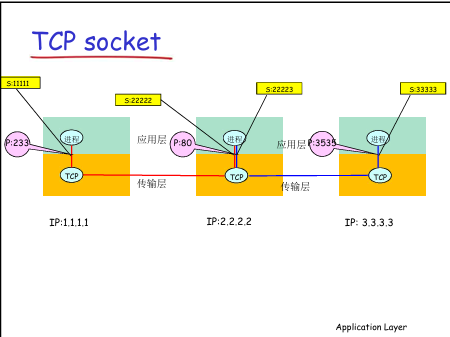 TCP socket
S:11111
S:22222
S:22223
S:33333
P:233
进程
应用层
P:80
进程
应用层
P:3535
进程
TCP
传输层
TCP
传输层
TCP
IP:1.1.1.1
IP:2.2.2.2
IP: 3.3.3.3
Application Layer